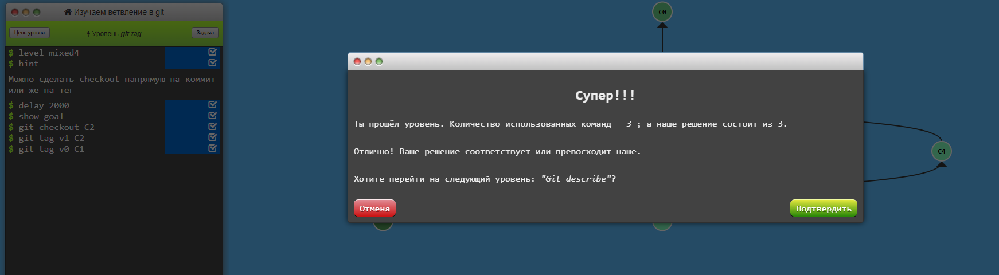 Изучаем ветвление в git
Цель уровня
Уровень git tag
Задача
$ level mixed4
$ hint
Можно сделать checkout напрямую на коммит
или же на тег
$ delay 2000
$ show goal
$ git checkout C2
$ git tag v1 C2
$ git tag v0 C1
C0
Супер!!!
Ты прошёл уровень. Количество использованных команд - 3 ; а наше решение состоит из 3.
Отлично! Ваше решение соответствует или превосходит наше.
Хотите перейти на следующий уровень: "Git describe"?
Отмена
Подтвердить
C4